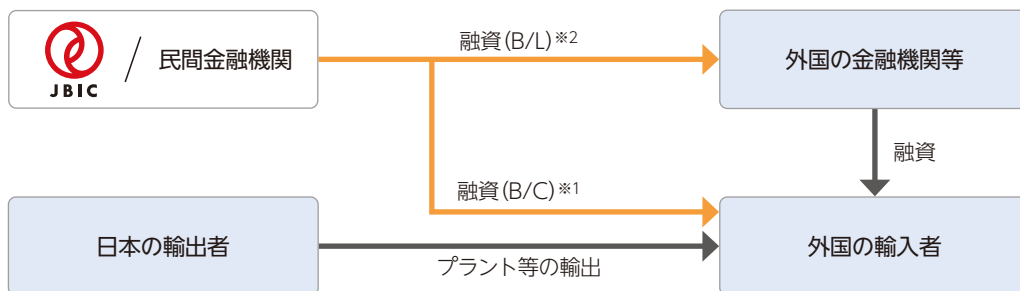 JBIC
/ 民間金融機関
融資(B/L)※2
外国の金融機関等
融資
融資(B/C)※1
日本の輸出者
プラント等の輸出
外国の輸入者